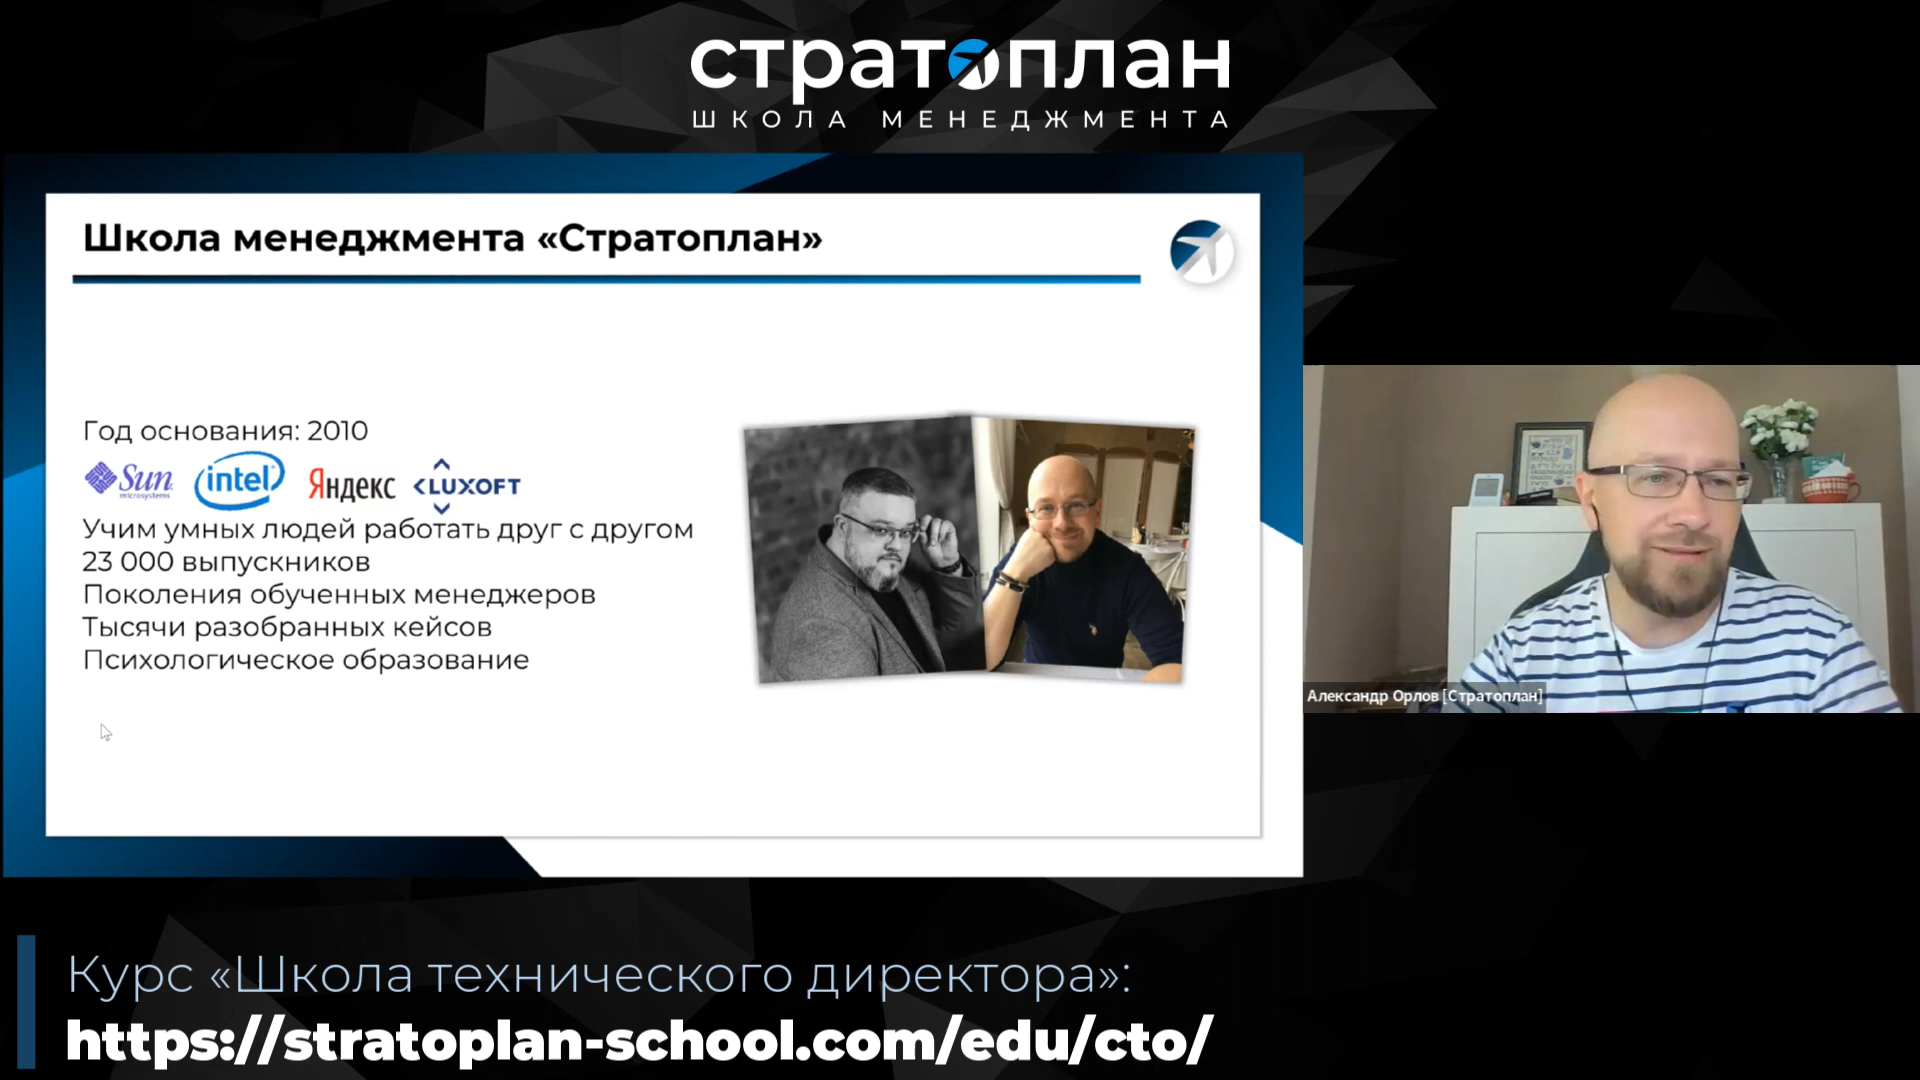 стратоплан
ШКОЛА МЕНЕДЖМЕНТА
Школа менеджмента «Стратоплан»
Год основания: 2010
Sun microsystems intel Яндекс LUXOFT
Учим умных людей работать друг с другом
23 000 выпускников
Поколения обученных менеджеров
Тысячи разобранных кейсов
Психологическое образование
Александр Орлов [Стратоплан]
Курс «Школа технического директора»:
https://stratoplan-school.com/edu/cto/